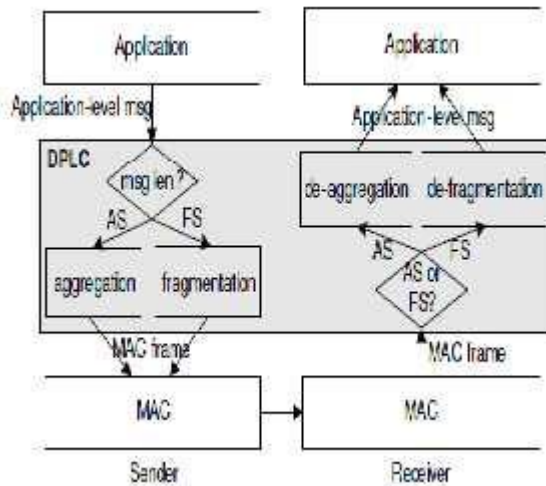 Application
Application
Application-level msg
Application-level msg
DPLC
msg len ?
AS
FS
aggregation
fragmentation
de-aggregation
de-fragmentation
AS
FS
AS or
FS?
MAC frame
MAC frame
MAC
MAC
Sender
Receiver